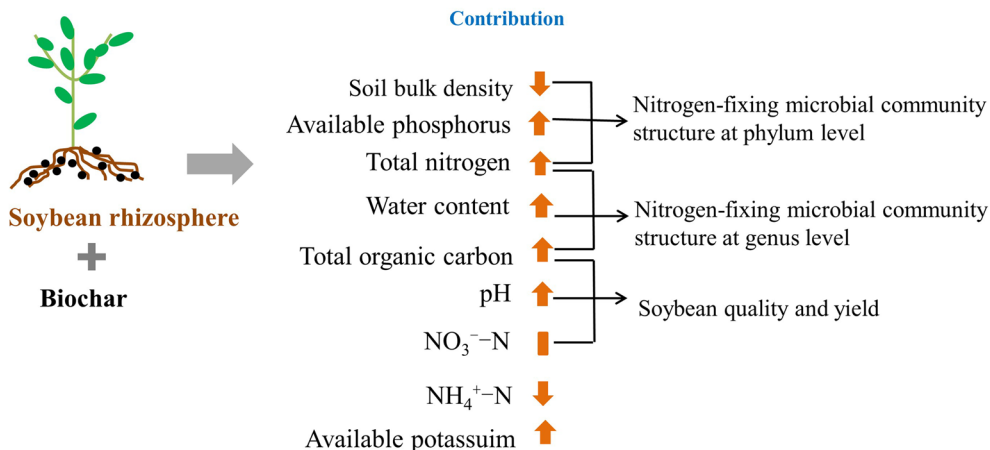 Contribution
Soil bulk density
Available phosphorus
Total nitrogen
Water content
Total organic carbon
pH
NO₃⁻−N
NH₄⁺−N
Available potassuim
Nitrogen-fixing microbial community
structure at phylum level
Nitrogen-fixing microbial community
structure at genus level
Soybean quality and yield
Soybean rhizosphere
+
Biochar